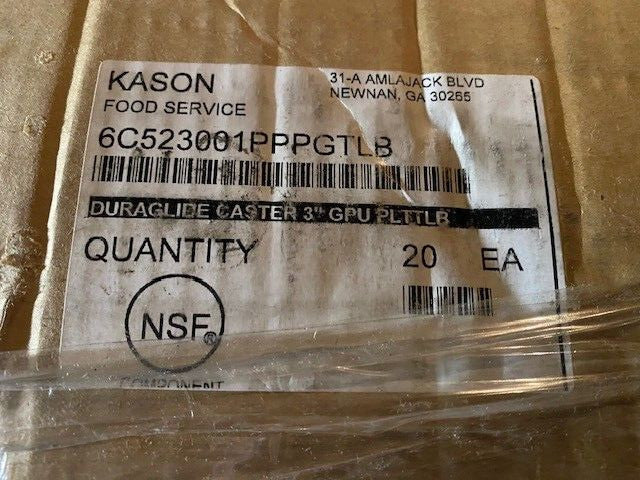 KASON
FOOD SERVICE
31-A AMLAJACK BLVD
NEWNAN, GA 30265
6C523001PPPGTLB
DURAGLIDE CASTER 3" GPU PLTTLB
QUANTITY 20 EA
NSF®
COMPONENT